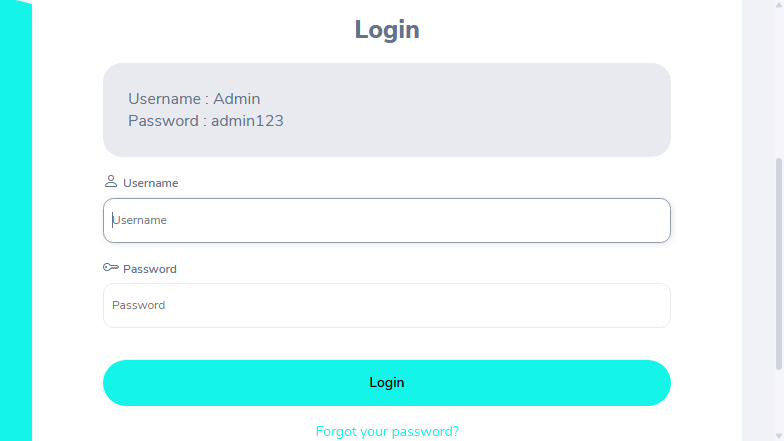 Login
Username : Admin
Password : admin123
Username
Username
Password
Password
Login
Forgot your password?